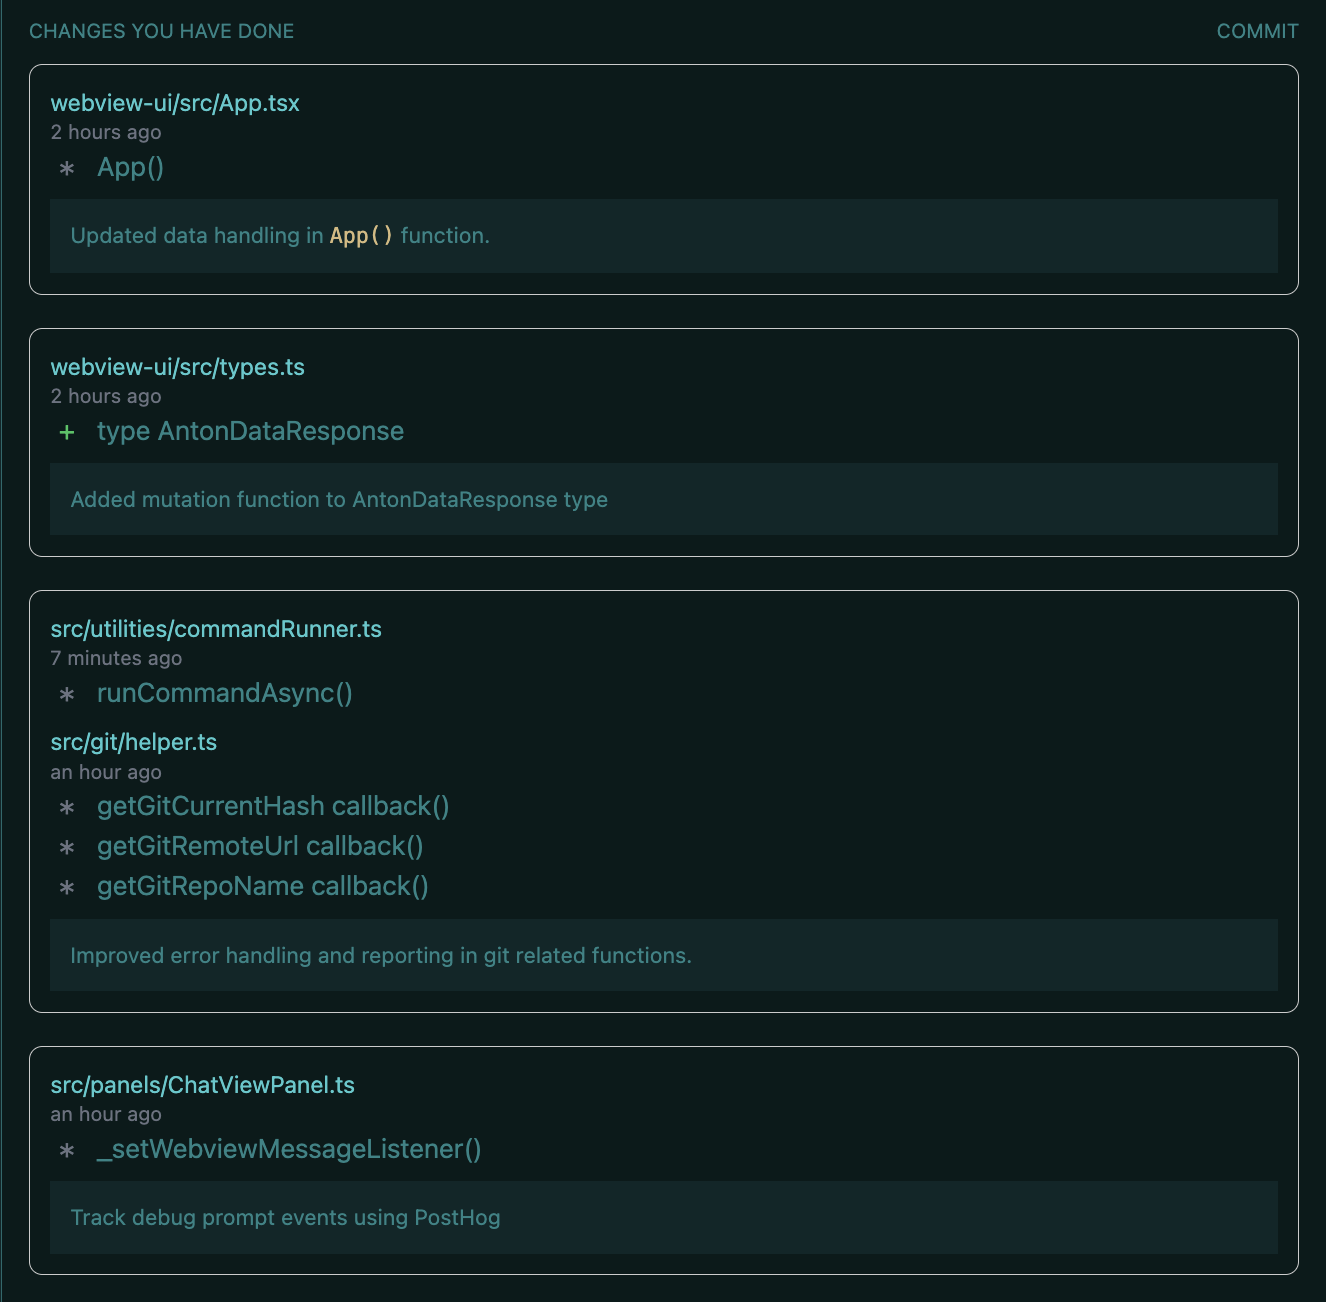 CHANGES YOU HAVE DONE
COMMIT
webview-ui/src/App.tsx
2 hours ago
* App()
Updated data handling in App() function.
webview-ui/src/types.ts
2 hours ago
+ type AntonDataResponse
Added mutation function to AntonDataResponse type
src/utilities/commandRunner.ts
7 minutes ago
* runCommandAsync()
src/git/helper.ts
an hour ago
* getGitCurrentHash callback()
* getGitRemoteUrl callback()
* getGitRepoName callback()
Improved error handling and reporting in git related functions.
src/panels/ChatViewPanel.ts
an hour ago
* _setWebviewMessageListener()
Track debug prompt events using PostHog